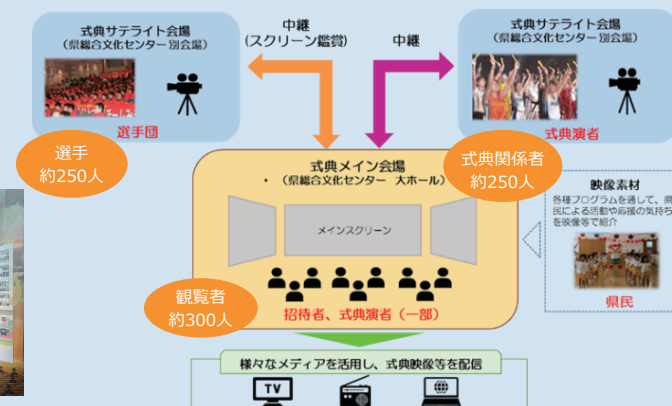 式典サテライト会場
（県総合文化センター 別会場）
選手団
選手
約250人
中継
(スクリーン鑑賞)
中継
式典サテライト会場
（県総合文化センター 別会場）
式典演者
式典関係者
約250人
式典メイン会場
・ （県総合文化センター 大ホール）
メインスクリーン
観覧者
約300人
招待者、式典演者（一部）
映像素材
各種プログラムを通して、県
民による活動や応援の気持ち
を映像等で紹介
県民
様々なメディアを活用し、式典映像等を配信
TV